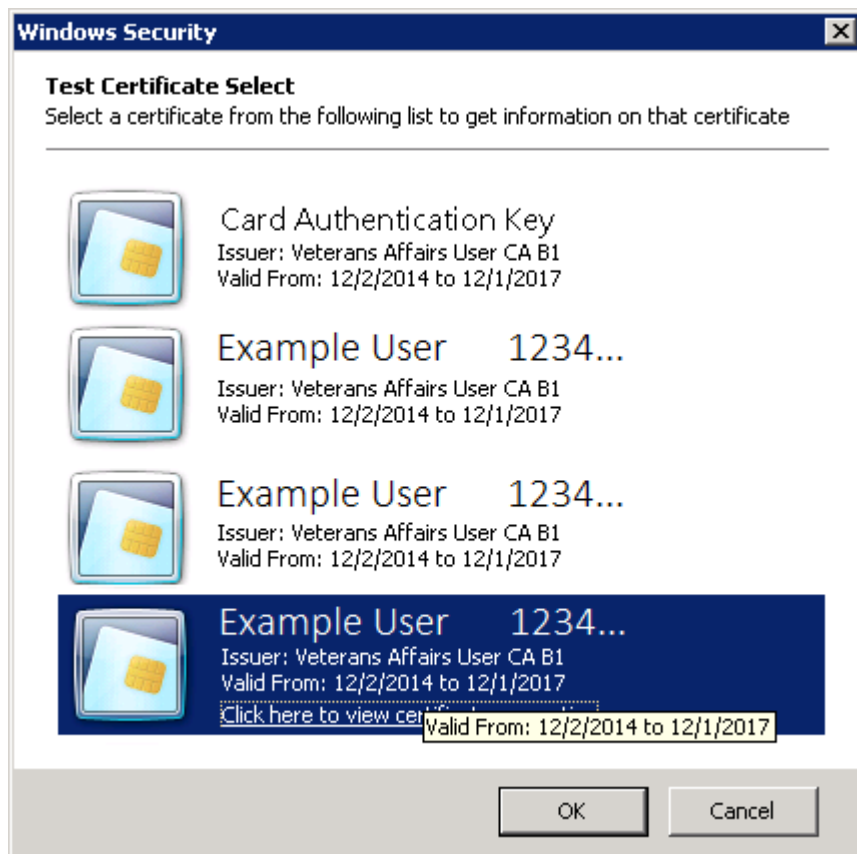 Windows Security
Test Certificate Select
Select a certificate from the following list to get information on that certificate
Card Authentication Key
Issuer: Veterans Affairs User CA B1
Valid From: 12/2/2014 to 12/1/2017
Example User 1234...
Issuer: Veterans Affairs User CA B1
Valid From: 12/2/2014 to 12/1/2017
Example User 1234...
Issuer: Veterans Affairs User CA B1
Valid From: 12/2/2014 to 12/1/2017
Example User 1234...
Issuer: Veterans Affairs User CA B1
Valid From: 12/2/2014 to 12/1/2017
Click here to view
Valid From: 12/2/2014 to 12/1/2017
OK Cancel